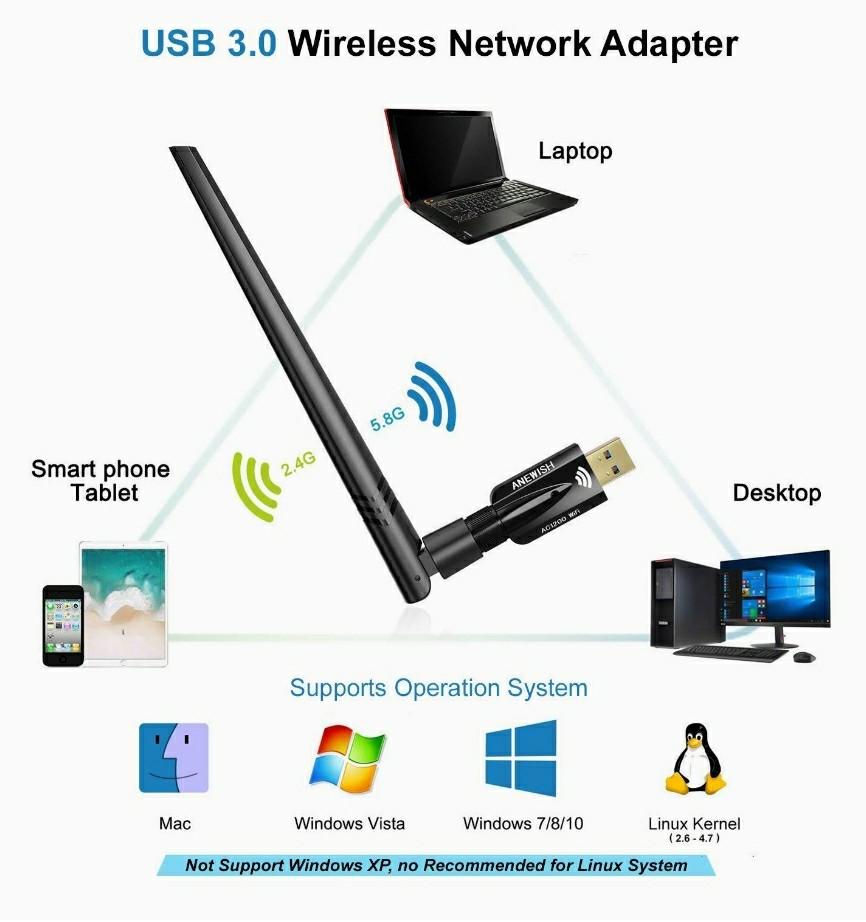 USB 3.0 Wireless Network Adapter
Laptop
5.8G
2.4G
Smart phone
Tablet
ANEWISH
AC1200 WiFi
Desktop
Supports Operation System
Mac
Windows Vista
Windows 7/8/10
Linux Kernel
( 2.6 - 4.7 )
Not Support Windows XP, no Recommended for Linux System